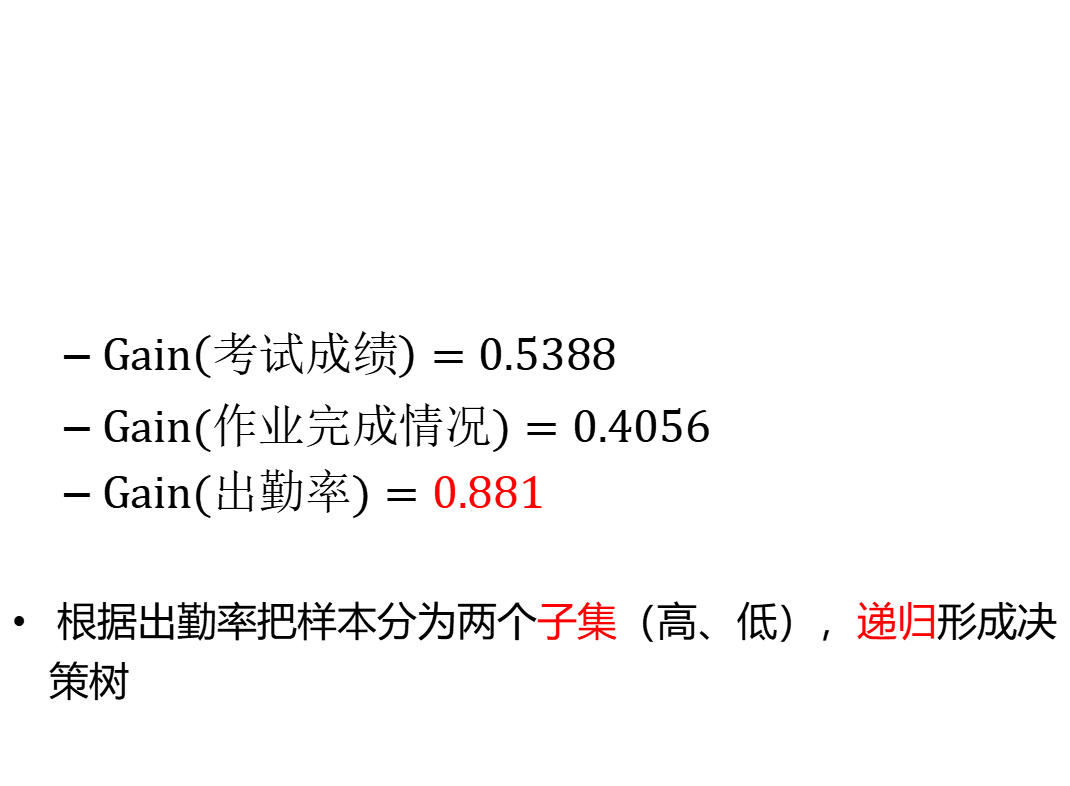 – Gain(考试成绩) = 0.5388
– Gain(作业完成情况) = 0.4056
– Gain(出勤率) = 0.881
• 根据出勤率把样本分为两个子集（高、低），递归形成决
策树